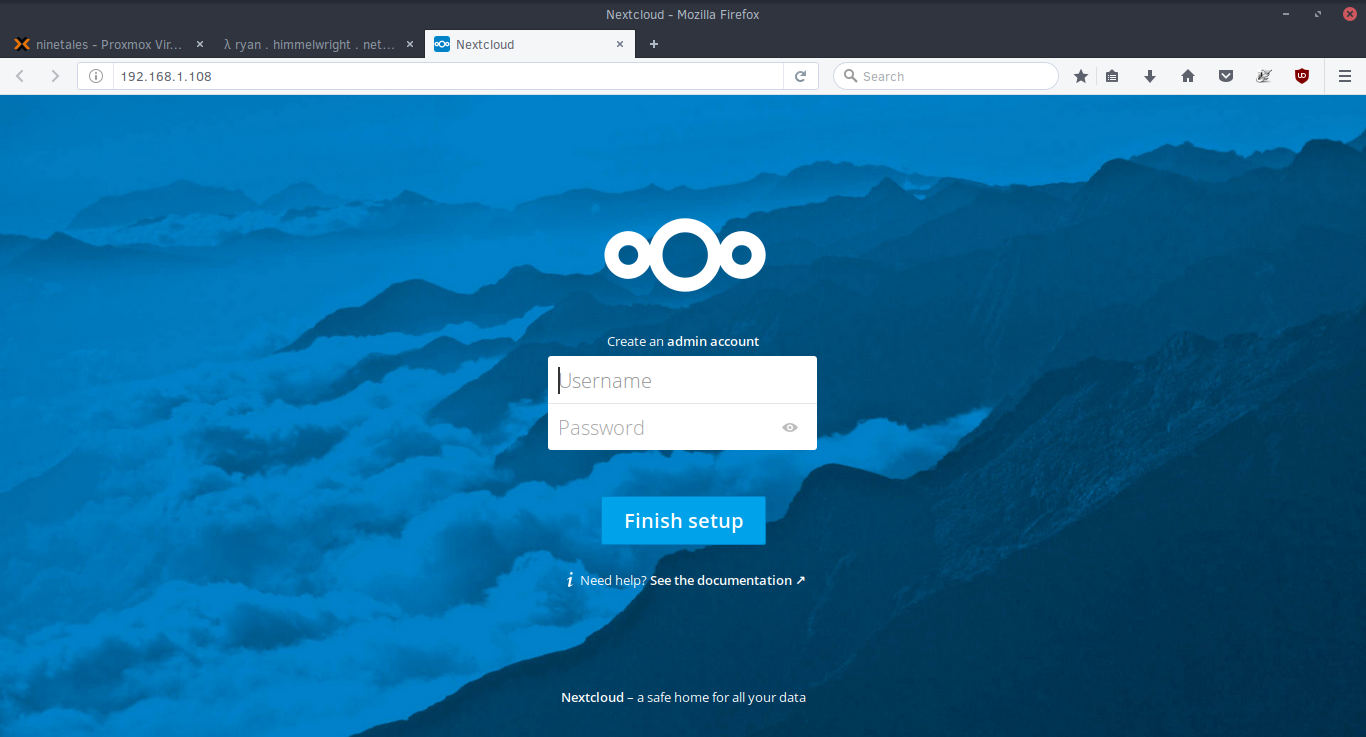 Nextcloud - Mozilla Firefox
ninetales - Proxmox Vir...
λ ryan . himmelwright . net...
Nextcloud
192.168.1.108
Search
Create an admin account
Username
Password
Finish setup
i Need help? See the documentation ↗
Nextcloud – a safe home for all your data